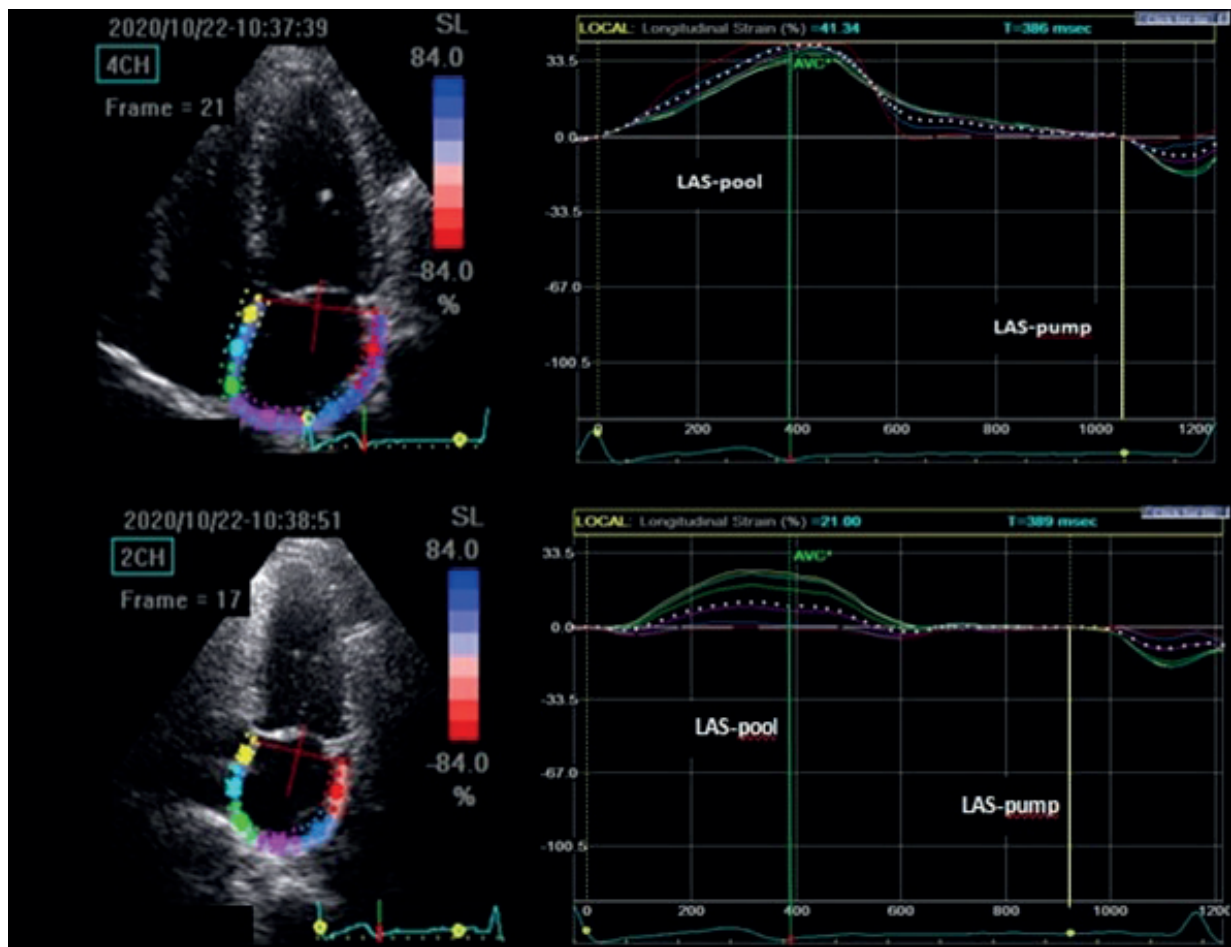 2020/10/22-10:37:39
SL
4CH
84.0
Frame = 21
-84.0
%
LOCAL: Longitudinal Strain (%) =41.34 T=386 msec
33.5
AVC*
0.0
LAS-pool
-33.5
-67.0
LAS-pump
-100.5
200 400 600 800 1000 1200
2020/10/22-10:38:51
SL
2CH
84.0
Frame = 17
-84.0
%
LOCAL: Longitudinal Strain (%) =21.00 T=389 msec
33.5
AVC*
0.0
-33.5
LAS-pool
-67.0
LAS-pump
-100.5
0 200 400 600 800 1000 1200